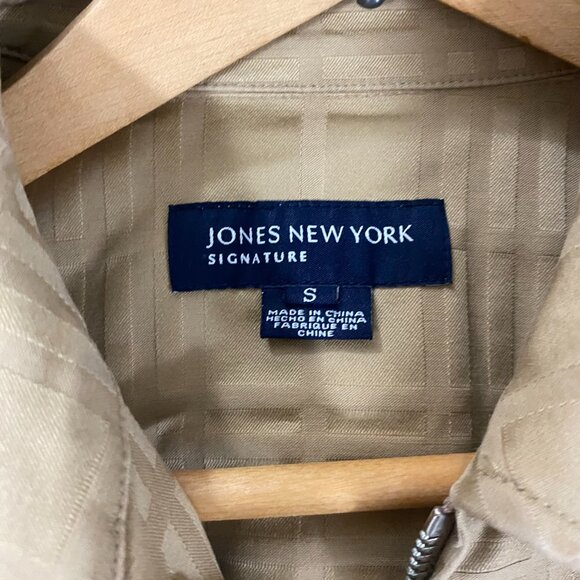 JONES NEW YORK
SIGNATURE
S
MADE IN CHINA
HECHO EN CHINA
FABRIQUE EN
CHINE